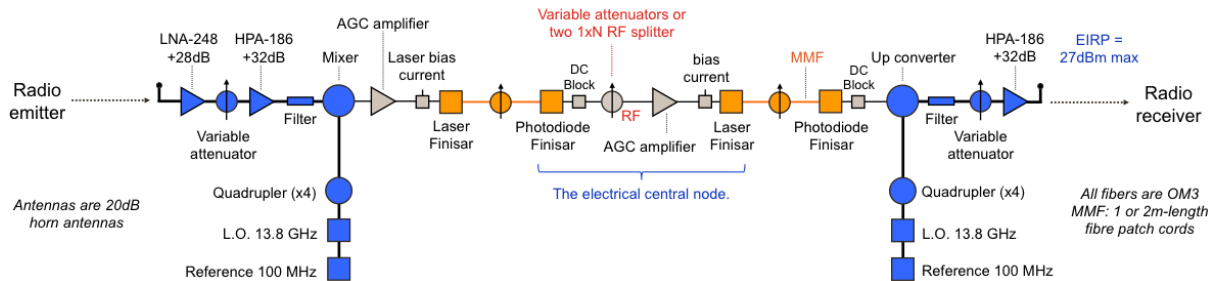 Variable attenuators or
two 1xN RF splitter
AGC amplifier
LNA-248
+28dB
HPA-186
+32dB
Mixer
Laser bias
current
DC
Block
bias
current
MMF
DC
Block
Up converter
HPA-186
+32dB
EIRP =
27dBm max
Radio
emitter
Variable
attenuator
Filter
Laser
Finisar
Photodiode
Finisar
RF
AGC amplifier
Laser
Finisar
Photodiode
Finisar
Filter
Variable
attenuator
Radio
receiver
The electrical central node.
Antennas are 20dB
horn antennas
Quadrupler (x4)
L.O. 13.8 GHz
Reference 100 MHz
Quadrupler (x4)
L.O. 13.8 GHz
Reference 100 MHz
All fibers are OM3
MMF: 1 or 2m-length
fibre patch cords